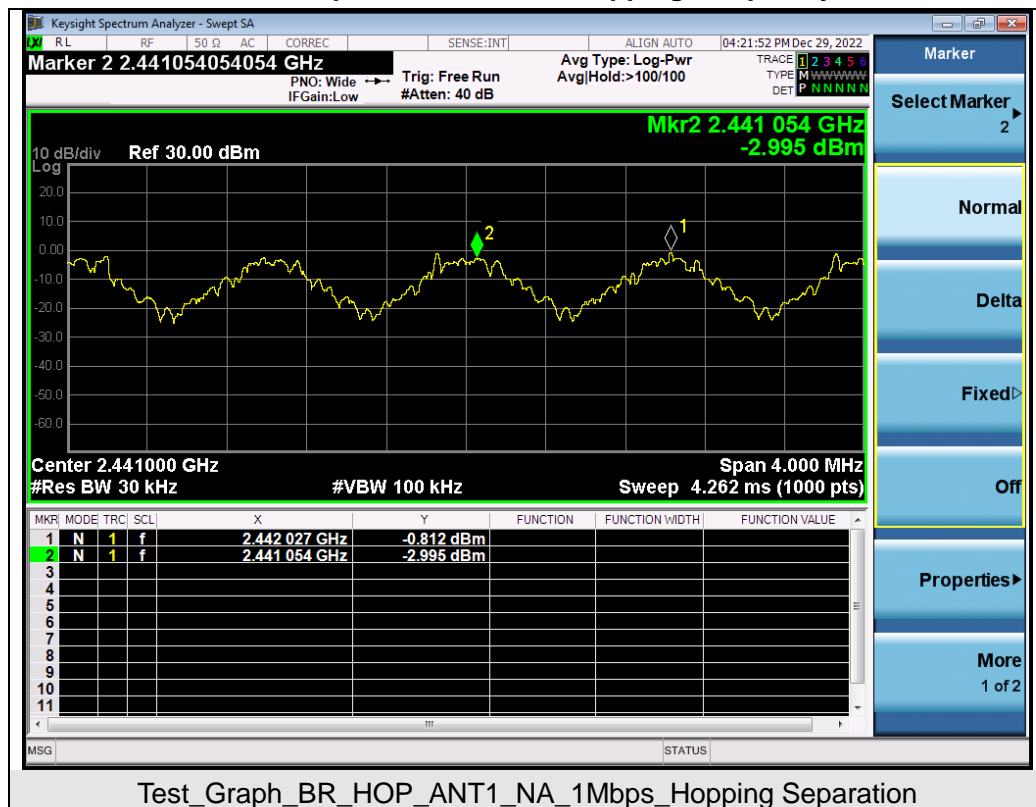 Keysight Spectrum Analyzer - Swept SA
LXI RL RF 50 Ω AC CORREC SENSE:INT ALIGN AUTO 04:21:52 PM Dec 29, 2022
Marker 2 2.441054054054 GHz
PNO: Wide
IFGain:Low
Trig: Free Run
#Atten: 40 dB
Avg Type: Log-Pwr
Avg|Hold:>100/100
TRACE 1 2 3 4 5 6
TYPE M WWWWW
DET P N N N N N
Mkr2 2.441 054 GHz
-2.995 dBm
10 dB/div Ref 30.00 dBm
Log
20.0
10.0
0.00
-10.0
-20.0
-30.0
-40.0
-50.0
-60.0
2
1
Center 2.441000 GHz Span 4.000 MHz
#Res BW 30 kHz #VBW 100 kHz Sweep 4.262 ms (1000 pts)
MKR MODE TRC SCL X Y FUNCTION FUNCTION WIDTH FUNCTION VALUE
1 N 1 f 2.442 027 GHz -0.812 dBm
2 N 1 f 2.441 054 GHz -2.995 dBm
3
4
5
6
7
8
9
10
11
MSG STATUS
Marker
Select Marker
2
Normal
Delta
Fixed
Off
Properties
More
1 of 2
Test_Graph_BR_HOP_ANT1_NA_1Mbps_Hopping Separation